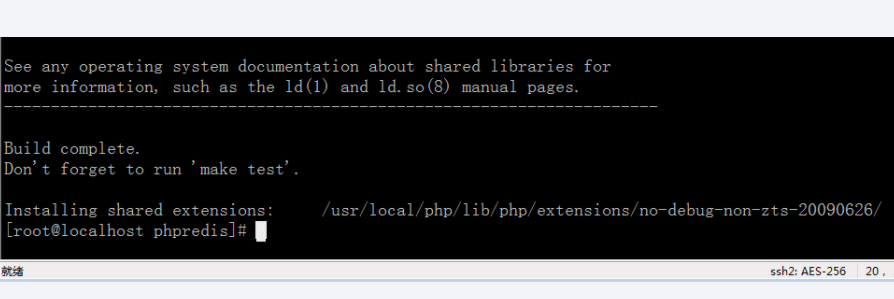 See any operating system documentation about shared libraries for
more information, such as the ld(1) and ld.so(8) manual pages.
----------------------------------------------------------------------
Build complete.
Don't forget to run 'make test'.
Installing shared extensions:     /usr/local/php/lib/php/extensions/no-debug-non-zts-20090626/
[root@localhost phpredis]#
就绪 ssh2: AES-256 20 ,